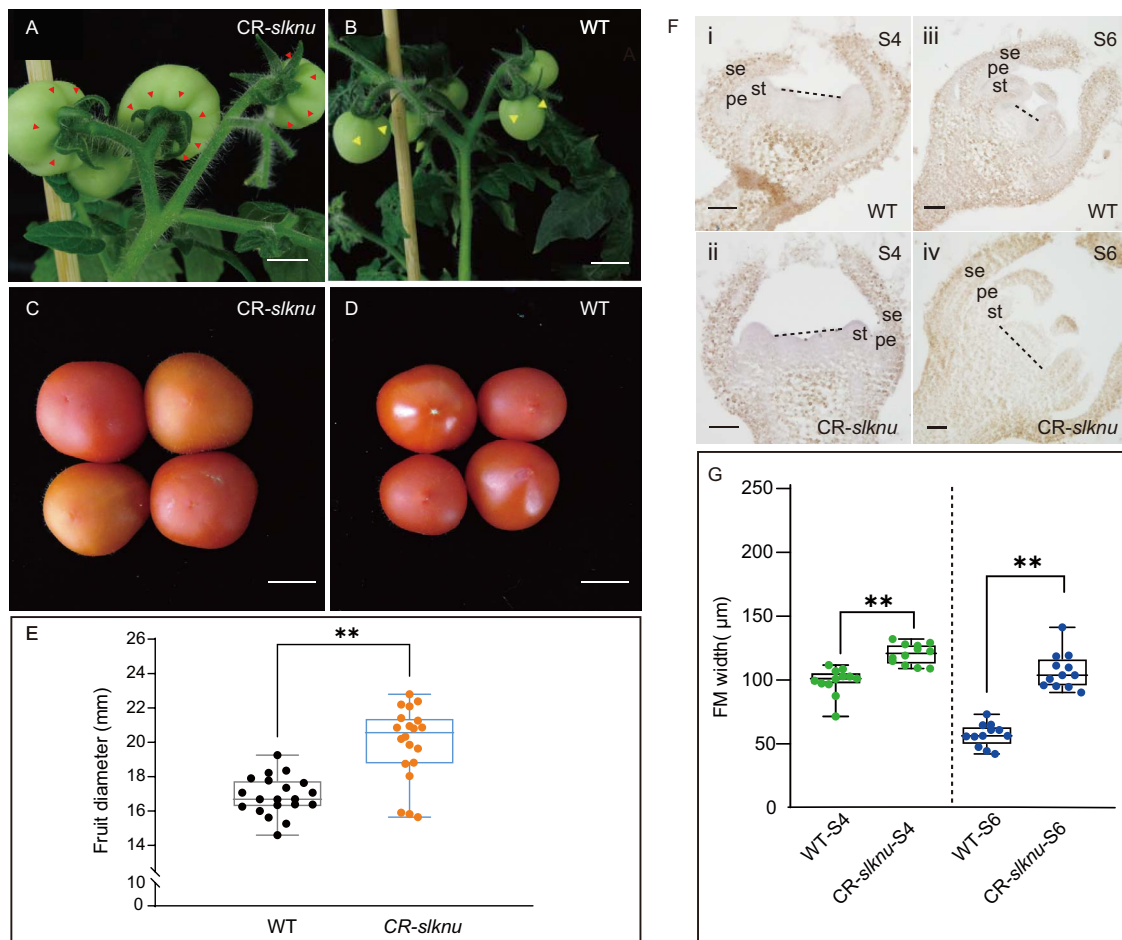 A CR-slknu
B WT
A
C CR-slknu
D WT
E
**
Fruit diameter (mm)
26
24
22
20
18
16
14
10
0
WT CR-slknu
F
i S4
se
pe st
WT
ii S4
se
st pe
CR-slknu
iii S6
se
pe
st
WT
iv S6
se
pe
st
CR-slknu
G
FM width( μm)
250
200
150
100
50
0
**
**
WT-S4
CR-slknu-S4
WT-S6
CR-slknu-S6